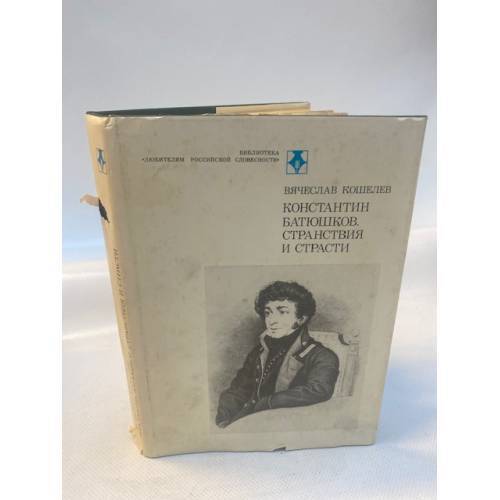 БИБЛИОТЕКА
«ЛЮБИТЕЛЯМ РОССИЙСКОЙ СЛОВЕСНОСТИ»
ВЯЧЕСЛАВ КОШЕЛЕВ
КОНСТАНТИН
БАТЮШКОВ.
СТРАНСТВИЯ
И СТРАСТИ